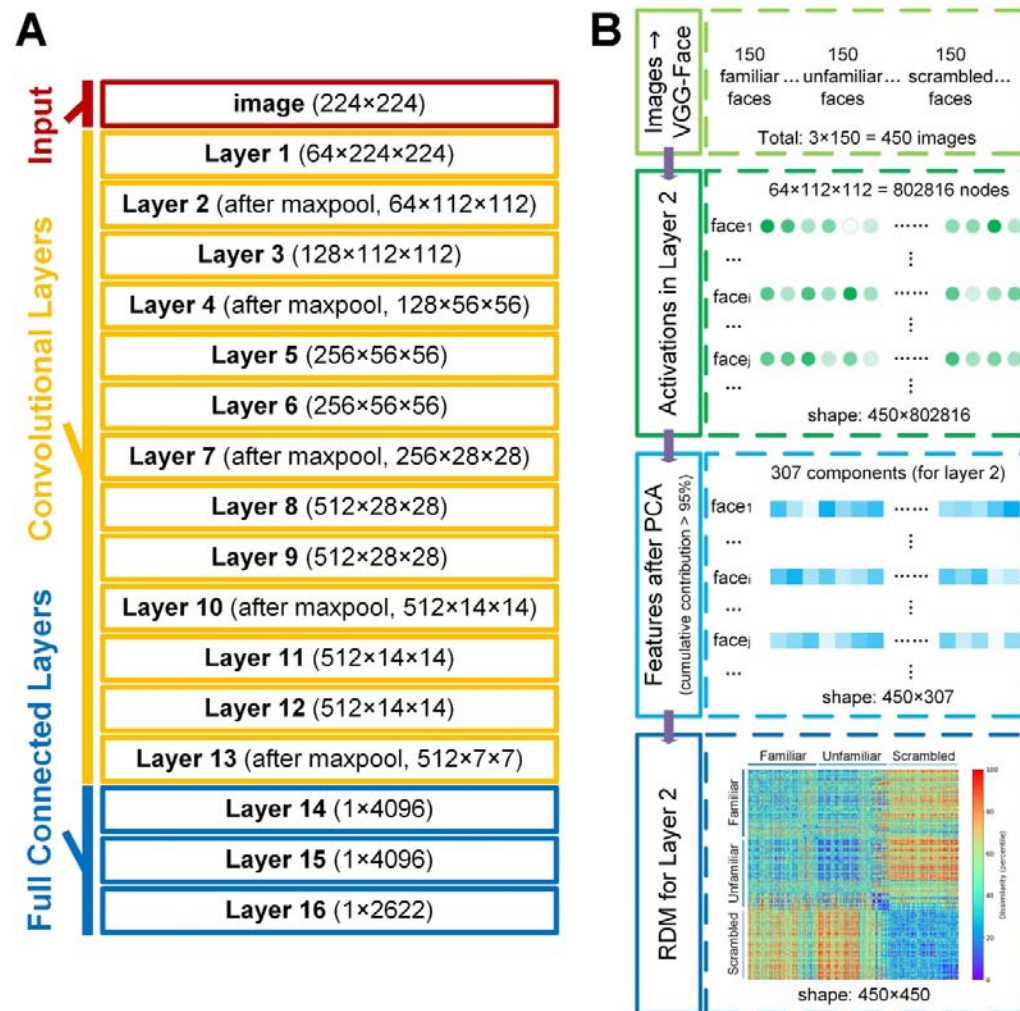 A
Input
image (224×224)
Convolutional Layers
Layer 1 (64×224×224)
Layer 2 (after maxpool, 64×112×112)
Layer 3 (128×112×112)
Layer 4 (after maxpool, 128×56×56)
Layer 5 (256×56×56)
Layer 6 (256×56×56)
Layer 7 (after maxpool, 256×28×28)
Layer 8 (512×28×28)
Layer 9 (512×28×28)
Layer 10 (after maxpool, 512×14×14)
Layer 11 (512×14×14)
Layer 12 (512×14×14)
Layer 13 (after maxpool, 512×7×7)
Full Connected Layers
Layer 14 (1×4096)
Layer 15 (1×4096)
Layer 16 (1×2622)
B
Images →
VGG-Face
150 150 150
familiar ... unfamiliar ... scrambled...
faces faces faces
Total: 3×150 = 450 images
Activations in Layer 2
64×112×112 = 802816 nodes
face1 ......
... ⋮
facei ......
... ⋮
facej ......
... ⋮
shape: 450×802816
Features after PCA
(cumulative contribution > 95%)
307 components (for layer 2)
face1 ......
... ⋮
facei ......
... ⋮
facej ......
... ⋮
shape: 450×307
RDM for Layer 2
Familiar Unfamiliar Scrambled
Familiar
Unfamiliar
Scrambled
100
80
60
40
20
0
Dissimilarity (percentile)
shape: 450×450